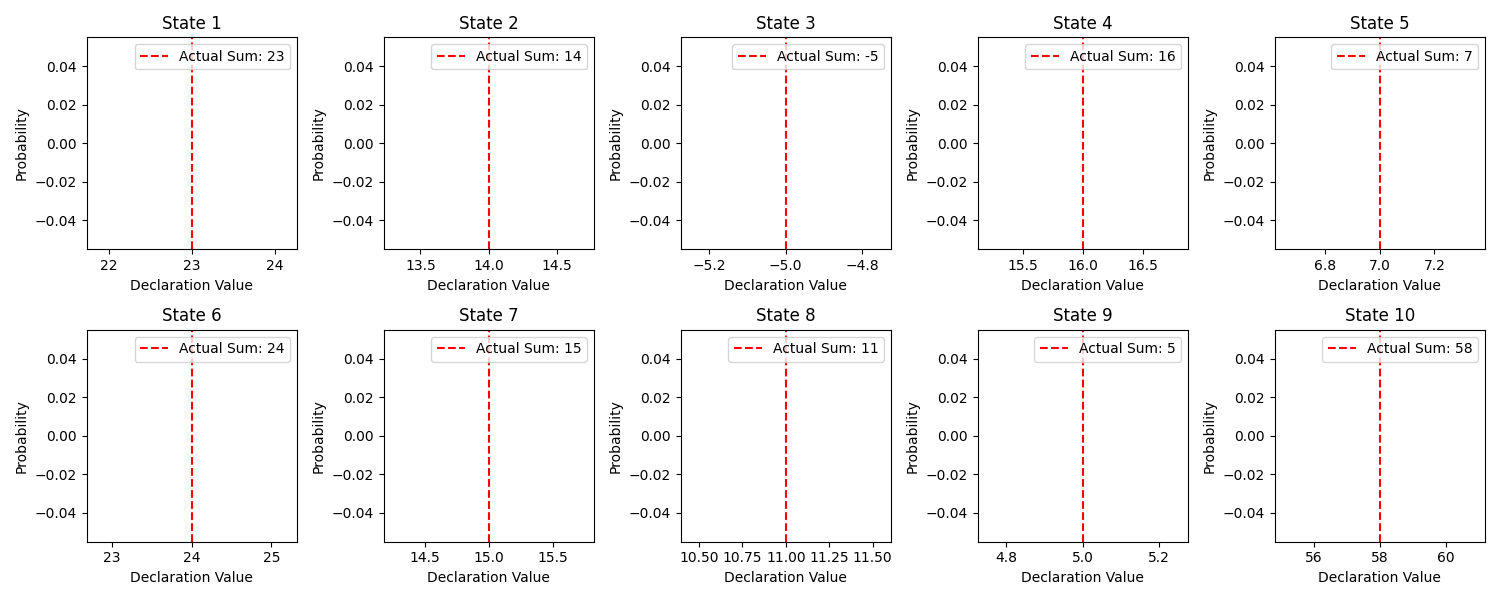 State 1
Actual Sum: 23
0.04
0.02
0.00
−0.02
−0.04
Probability
22 23 24
Declaration Value
State 2
Actual Sum: 14
0.04
0.02
0.00
−0.02
−0.04
Probability
13.5 14.0 14.5
Declaration Value
State 3
Actual Sum: -5
0.04
0.02
0.00
−0.02
−0.04
Probability
−5.2 −5.0 −4.8
Declaration Value
State 4
Actual Sum: 16
0.04
0.02
0.00
−0.02
−0.04
Probability
15.5 16.0 16.5
Declaration Value
State 5
Actual Sum: 7
0.04
0.02
0.00
−0.02
−0.04
Probability
6.8 7.0 7.2
Declaration Value
State 6
Actual Sum: 24
0.04
0.02
0.00
−0.02
−0.04
Probability
23 24 25
Declaration Value
State 7
Actual Sum: 15
0.04
0.02
0.00
−0.02
−0.04
Probability
14.5 15.0 15.5
Declaration Value
State 8
Actual Sum: 11
0.04
0.02
0.00
−0.02
−0.04
Probability
10.50 10.75 11.00 11.25 11.50
Declaration Value
State 9
Actual Sum: 5
0.04
0.02
0.00
−0.02
−0.04
Probability
4.8 5.0 5.2
Declaration Value
State 10
Actual Sum: 58
0.04
0.02
0.00
−0.02
−0.04
Probability
56 58 60
Declaration Value